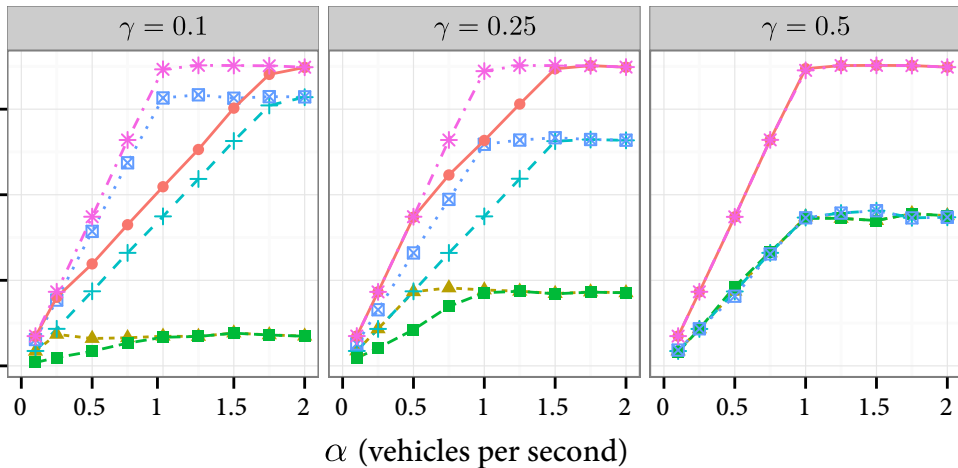 γ = 0.1
γ = 0.25
γ = 0.5
0 0.5 1 1.5 2
0 0.5 1 1.5 2
0 0.5 1 1.5 2
α (vehicles per second)